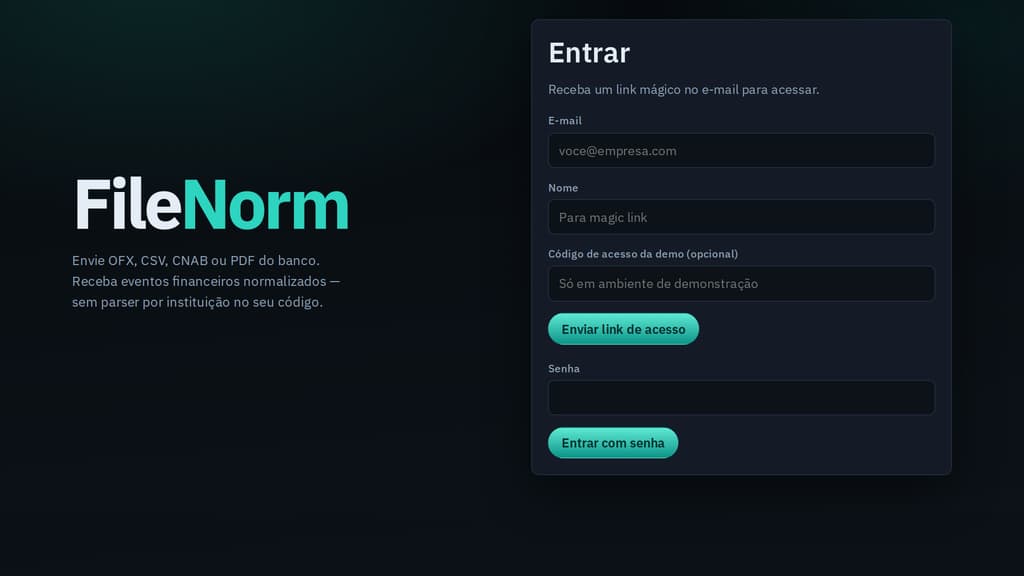 FileNorm
Envie OFX, CSV, CNAB ou PDF do banco.
Receba eventos financeiros normalizados —
sem parser por instituição no seu código.
Entrar
Receba um link mágico no e-mail para acessar.
E-mail
voce@empresa.com
Nome
Para magic link
Código de acesso da demo (opcional)
Só em ambiente de demonstração
Enviar link de acesso
Senha
Entrar com senha